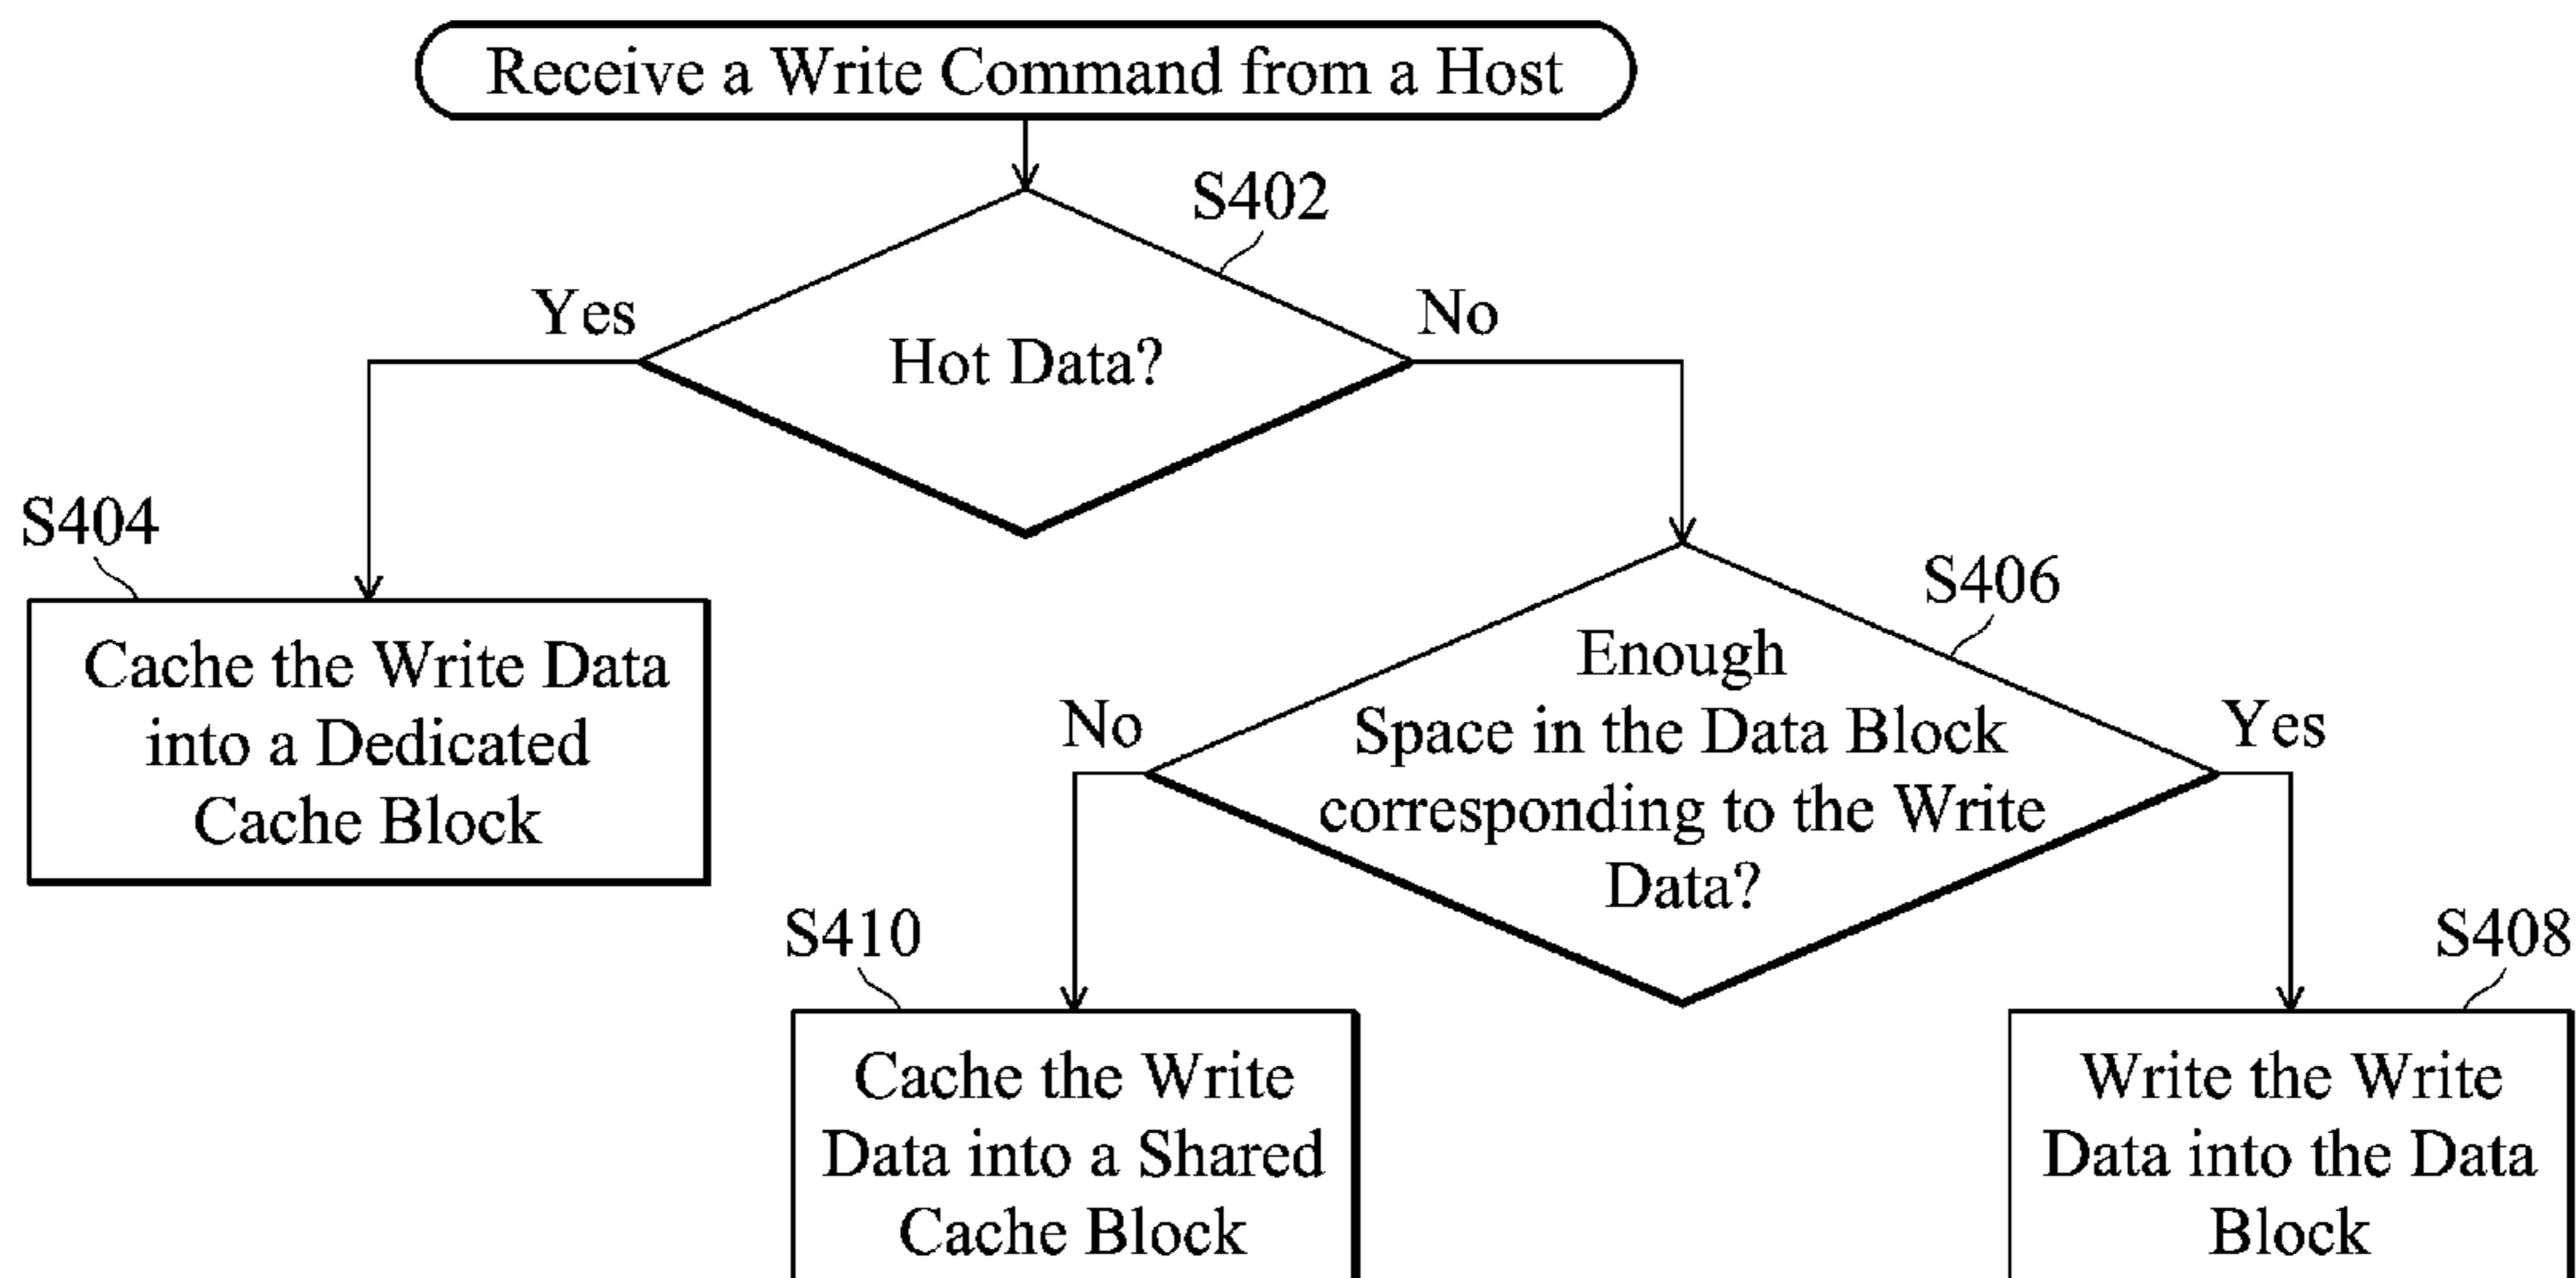 Receive a Write Command from a Host
S402
Yes
No
Hot Data?
S404
Cache the Write Data
into a Dedicated
Cache Block
S406
Enough
Space in the Data Block
corresponding to the Write
Data?
No
Yes
S410
Cache the Write
Data into a Shared
Cache Block
S408
Write the Write
Data into the Data
Block